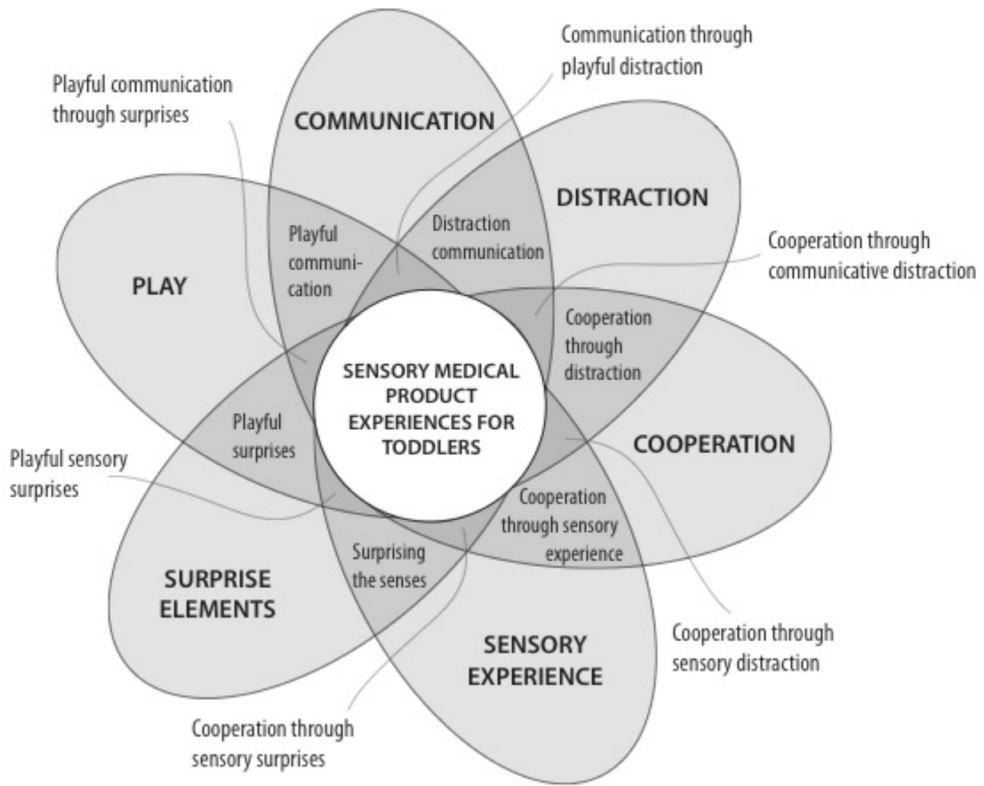 Communication through
playful distraction
Playful communication
through surprises
COMMUNICATION
DISTRACTION
Distraction
communication
Playful
communi-
cation
Cooperation through
communicative distraction
PLAY
Cooperation
through
distraction
SENSORY MEDICAL
PRODUCT
EXPERIENCES FOR
TODDLERS
Playful
surprises
COOPERATION
Playful sensory
surprises
Cooperation
through sensory
experience
Surprising
the senses
SURPRISE
ELEMENTS
SENSORY
EXPERIENCE
Cooperation through
sensory distraction
Cooperation through
sensory surprises